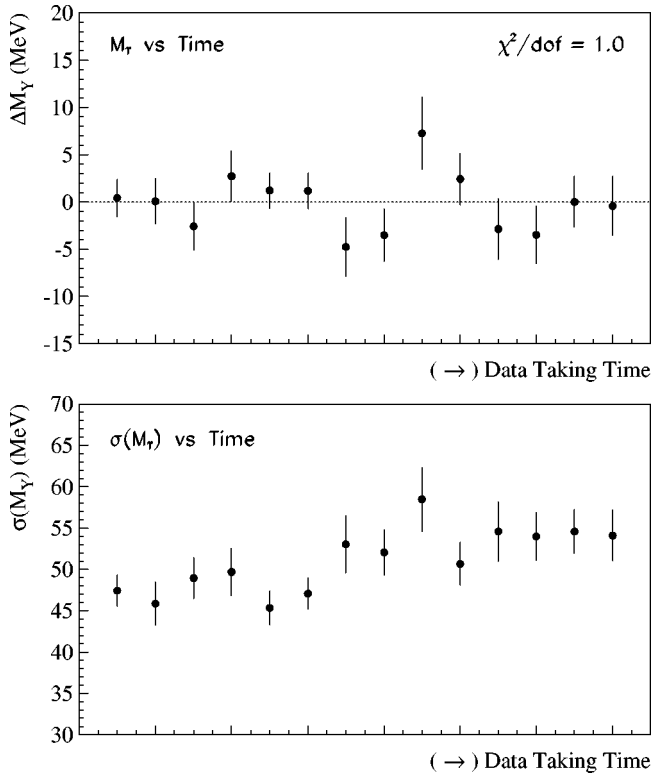 20
15
10
5
0
-5
-10
-15
ΔM_Υ (MeV)
M_Υ vs Time
χ²/dof = 1.0
(→) Data Taking Time
70
65
60
55
50
45
40
35
30
σ(M_Υ) (MeV)
σ(M_Υ) vs Time
(→) Data Taking Time